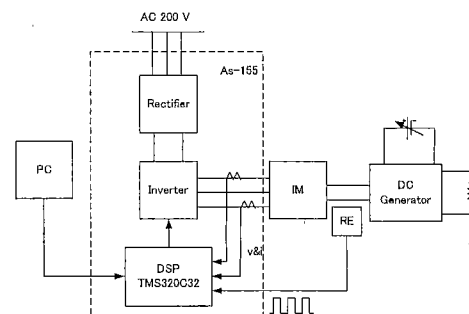 AC 200 V
As-155
Rectifier
PC
Inverter
IM
DC
Generator
RE
v&i
DSP
TMS320C32